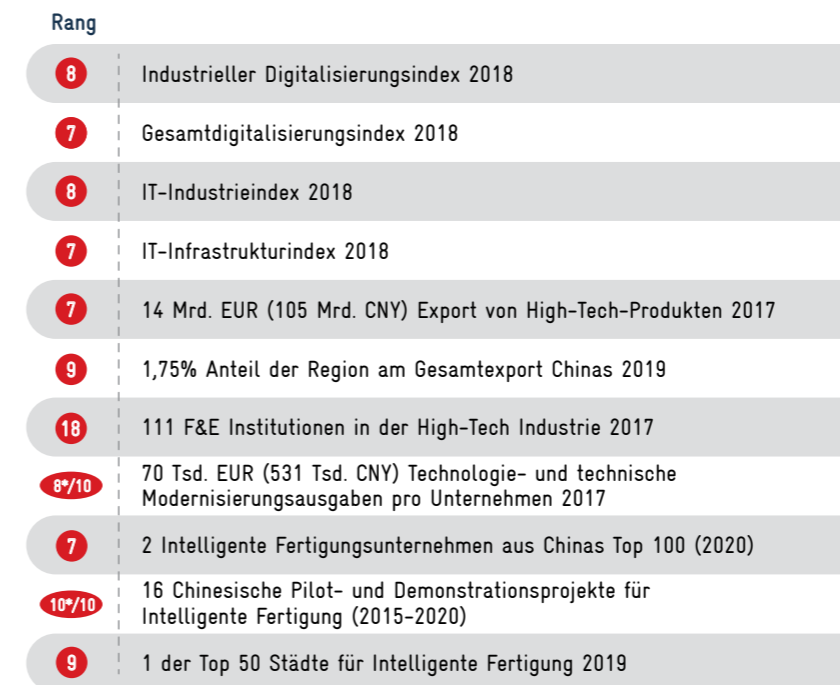 Rang
8 Industrieller Digitalisierungsindex 2018
7 Gesamtdigitalisierungsindex 2018
8 IT-Industrieindex 2018
7 IT-Infrastrukturindex 2018
7 14 Mrd. EUR (105 Mrd. CNY) Export von High-Tech-Produkten 2017
9 1,75% Anteil der Region am Gesamtexport Chinas 2019
18 111 F&E Institutionen in der High-Tech Industrie 2017
8*/10 70 Tsd. EUR (531 Tsd. CNY) Technologie- und technische
Modernisierungsausgaben pro Unternehmen 2017
7 2 Intelligente Fertigungsunternehmen aus Chinas Top 100 (2020)
10*/10 16 Chinesische Pilot- und Demonstrationsprojekte für
Intelligente Fertigung (2015-2020)
9 1 der Top 50 Städte für Intelligente Fertigung 2019